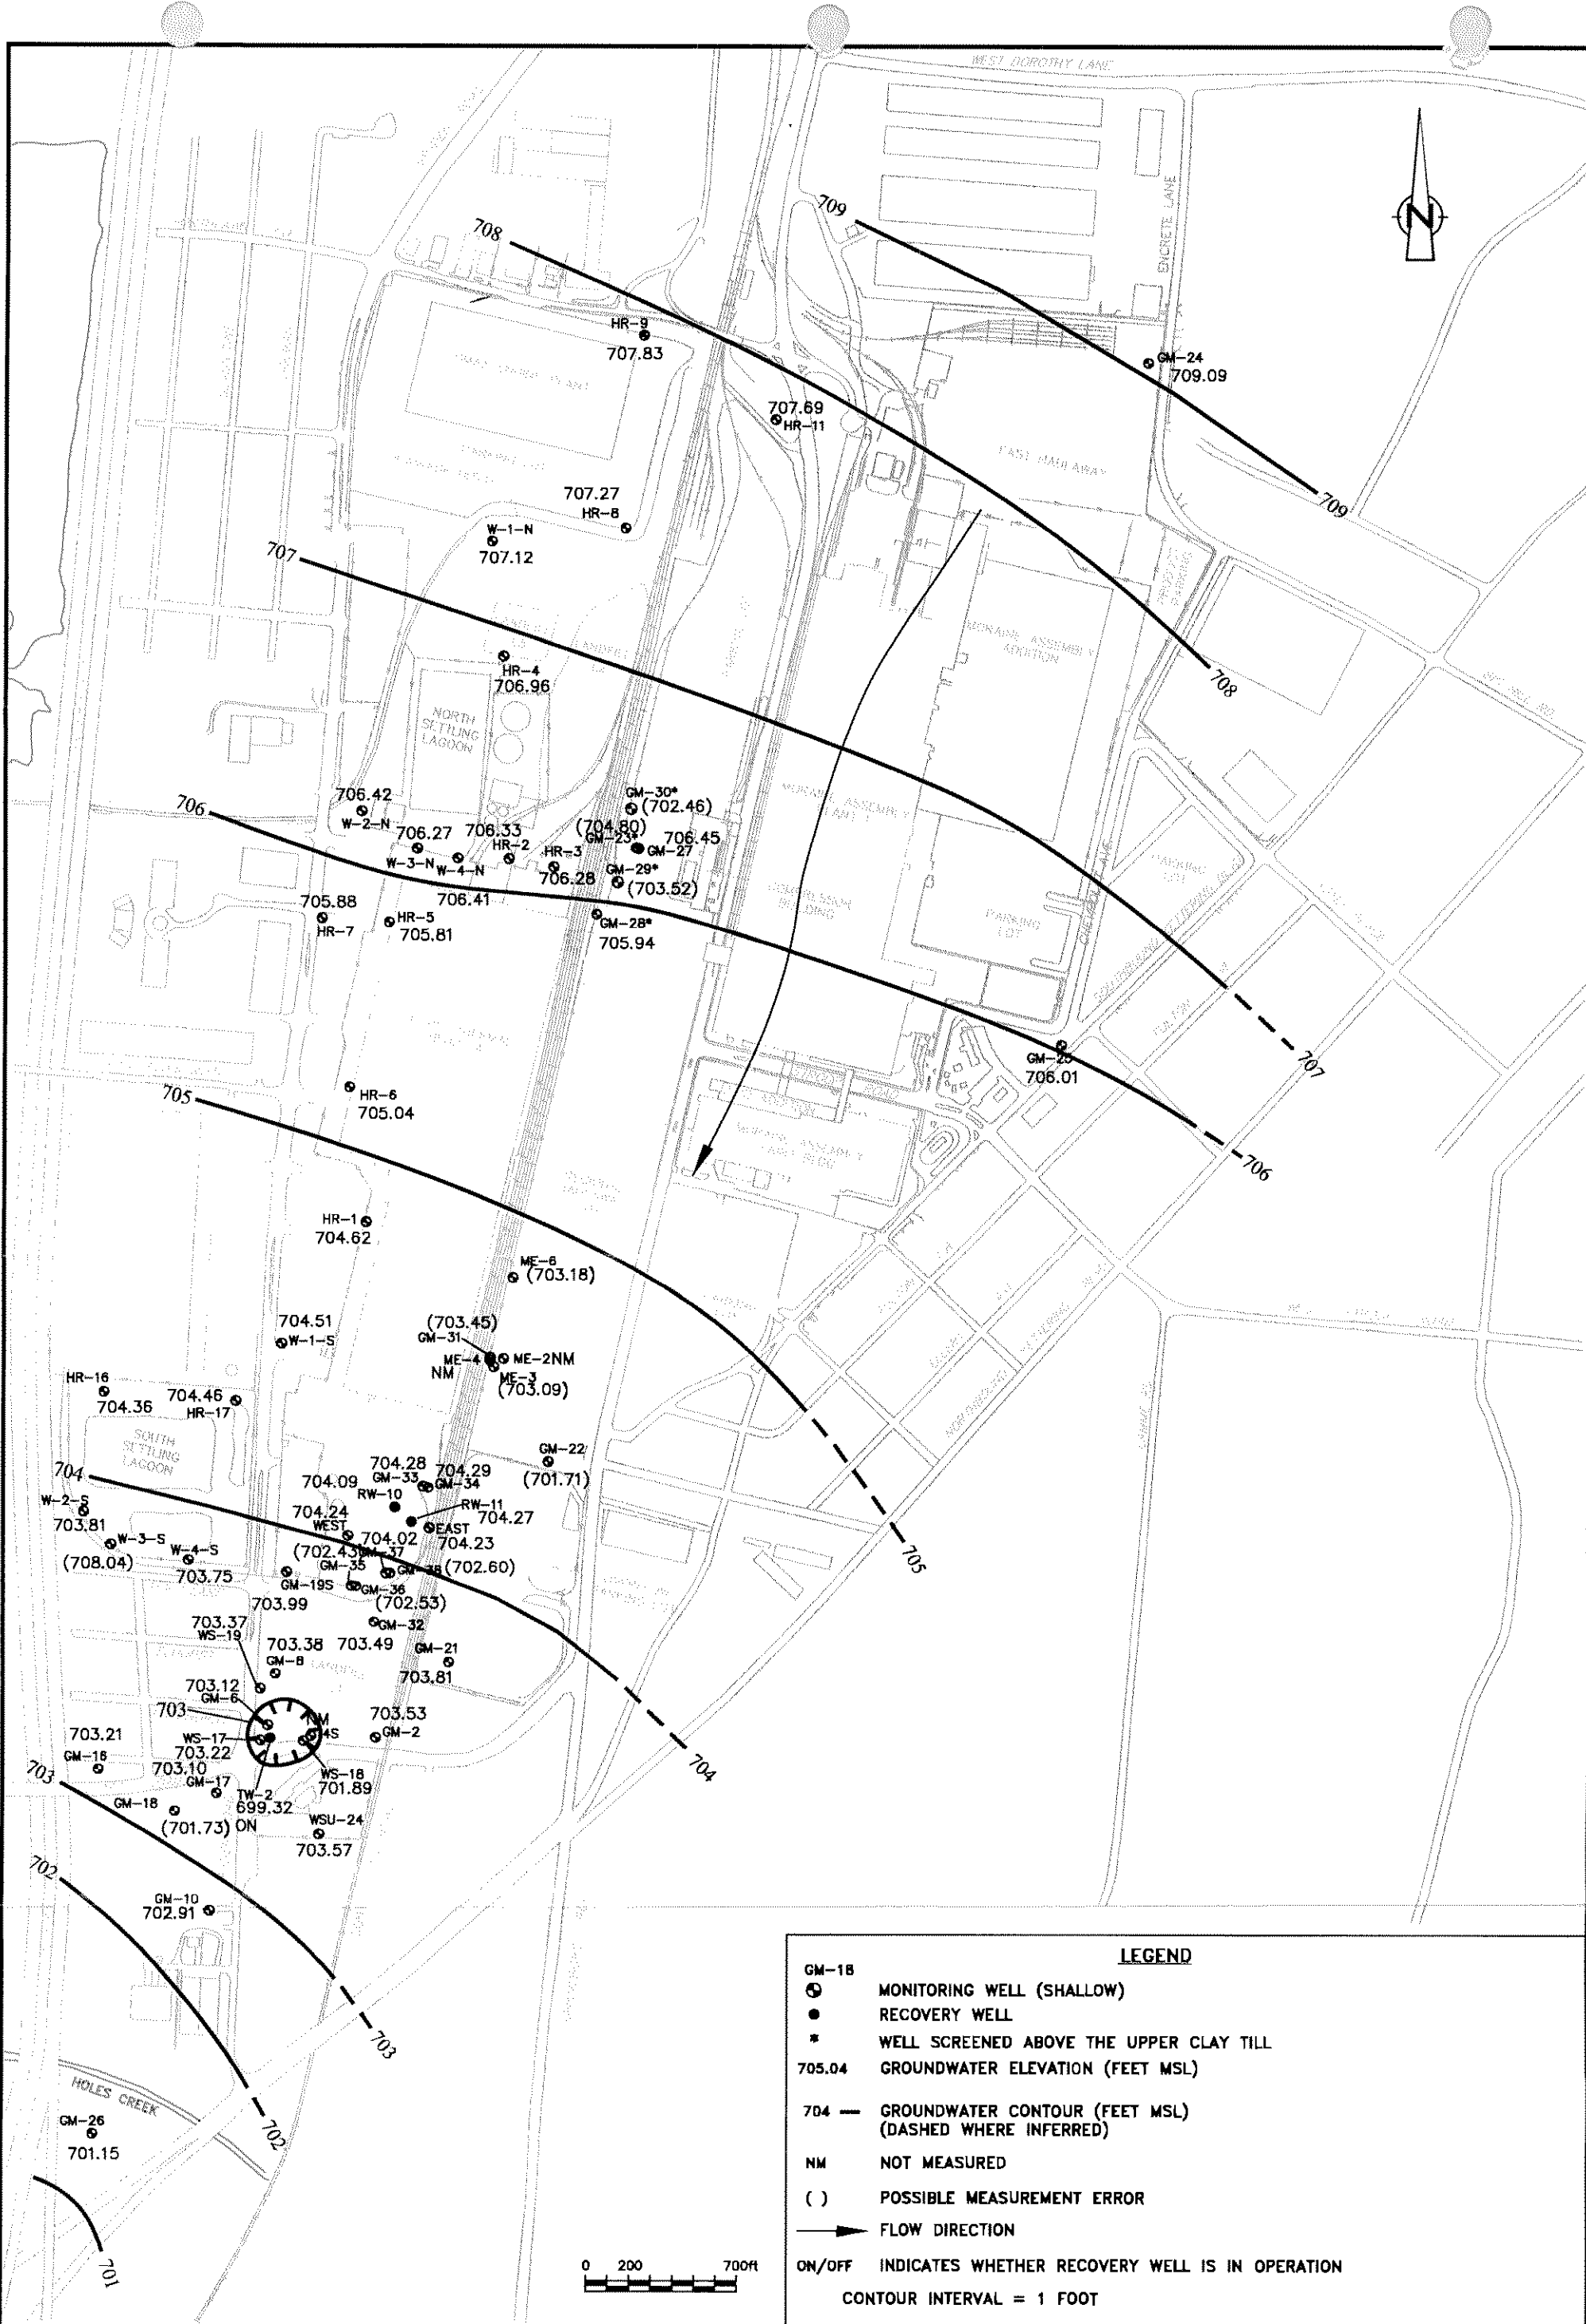 WEST DOROTHY LANE
ENCRETE LANE
N
709
708
HR-9
707.83
GM-24
709.09
707.69
HR-11
EAST HAULAWAY
709
707.27
HR-8
W-1-N
707.12
707
MORAINE ASSEMBLY
ADDITION
HR-4
706.96
708
NORTH
SETTLING
LAGOON
706
706.42
W-2-N
706.27
W-3-N
706.33
HR-2
W-4-N
706.41
HR-3
706.28
GM-30*
(702.46)
(704.80)
GM-23*
706.45
GM-27
GM-29*
(703.52)
GM-28*
705.94
MORAINE ASSEMBLY
PARKING
LOT
705.88
HR-7
HR-5
705.81
GM-25
706.01
707
706
705
HR-6
705.04
HR-1
704.62
ME-6
(703.18)
704.51
W-1-S
(703.45)
GM-31
ME-4
NM
ME-2NM
ME-3
(703.09)
HR-16
704.36
704.46
HR-17
SOUTH
SETTLING
LAGOON
704
GM-22
(701.71)
704.28
GM-33
704.29
GM-34
704.09
RW-10
RW-11
704.27
W-2-S
703.81
W-3-S
(708.04)
W-4-S
703.75
704.24
WEST
704.02
EAST
704.23
(702.43)
GM-37
GM-35
GM-38
(702.60)
GM-36
(702.53)
GM-19S
703.99
705
GM-32
703.49
703.37
WS-19
703.38
GM-8
GM-21
703.81
LANDFILL
703.12
GM-6
703
NM
14S
703.53
GM-2
703.21
GM-16
WS-17
703.22
703.10
GM-17
WS-18
701.89
704
703
GM-18
(701.73)
TW-2
699.32
ON
WSU-24
703.57
702
GM-10
702.91
703
HOLES CREEK
702
GM-26
701.15
701
0 200 700ft
LEGEND
GM-18
MONITORING WELL (SHALLOW)
RECOVERY WELL
* WELL SCREENED ABOVE THE UPPER CLAY TILL
705.04 GROUNDWATER ELEVATION (FEET MSL)
704 — GROUNDWATER CONTOUR (FEET MSL)
(DASHED WHERE INFERRED)
NM NOT MEASURED
( ) POSSIBLE MEASUREMENT ERROR
FLOW DIRECTION
ON/OFF INDICATES WHETHER RECOVERY WELL IS IN OPERATION
CONTOUR INTERVAL = 1 FOOT